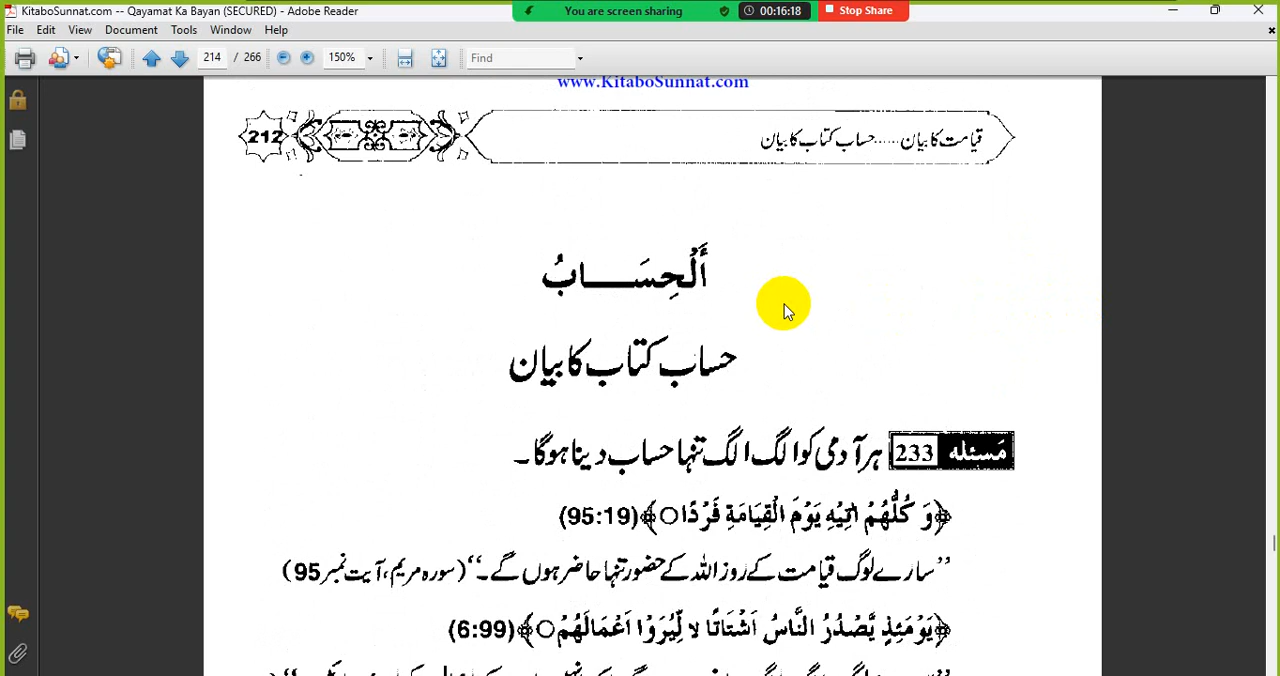 KitaboSunnat.com -- Qayamat Ka Bayan (SECURED) - Adobe Reader
You are screen sharing
00:16:18
Stop Share
File Edit View Document Tools Window Help
214 / 266 150% Find
www.KitaboSunnat.com
قیامت کا بیان......حساب کتاب کا بیان
212
أَلْحِسَـــــابُ
حساب کتاب کا بیان
مَسئله 233 ہر آدمی کو الگ الگ تنہا حساب دینا ہوگا۔
﴿وَ كُلُّهُمْ اٰتِيْهِ يَوْمَ الْقِيَامَةِ فَرْدًا○﴾(95:19)
’’سارے لوگ قیامت کے روز اللہ کے حضور تنہا حاضر ہوں گے۔‘‘ (سورہ مریم، آیت نمبر 95)
﴿يَوْمَئِذٍ يَّصْدُرُ النَّاسُ اَشْتَاتًا لا لِّيُرَوْا اَعْمَالَهُمْ○﴾(6:99)